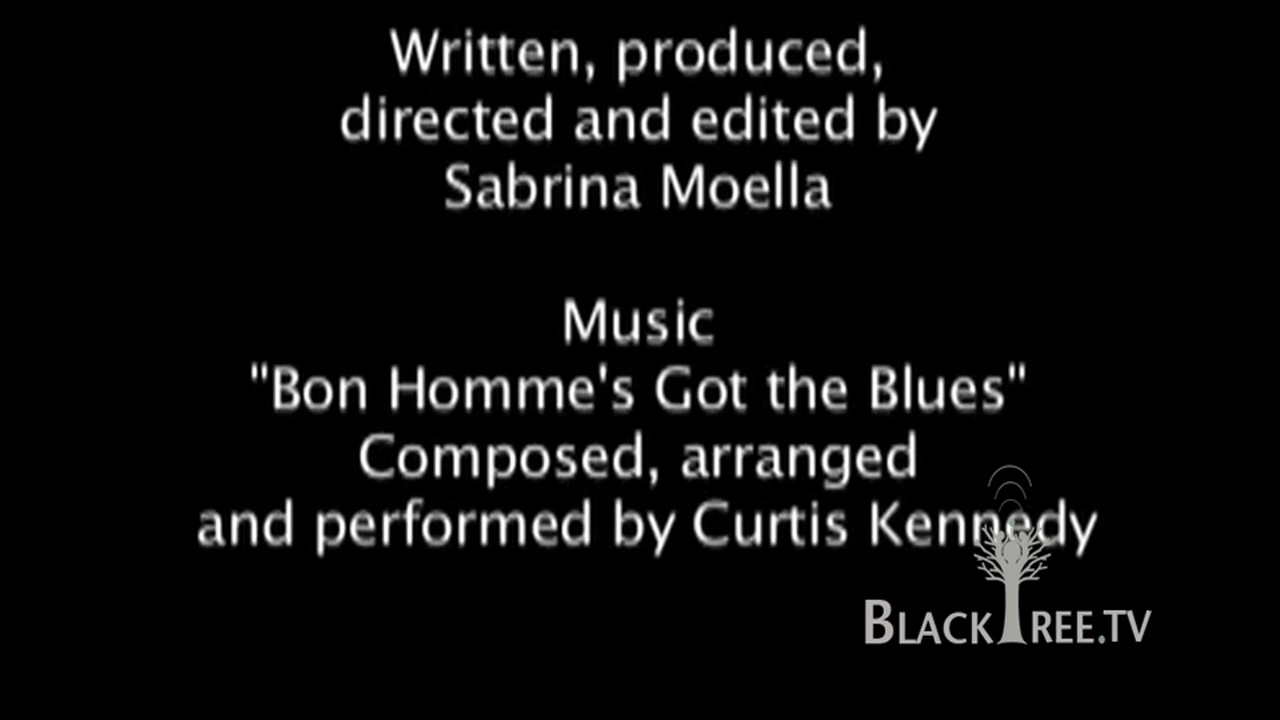 Written, produced,
directed and edited by
Sabrina Moella
Music
"Bon Homme's Got the Blues"
Composed, arranged
and performed by Curtis Kennedy
BLACKTREE.TV